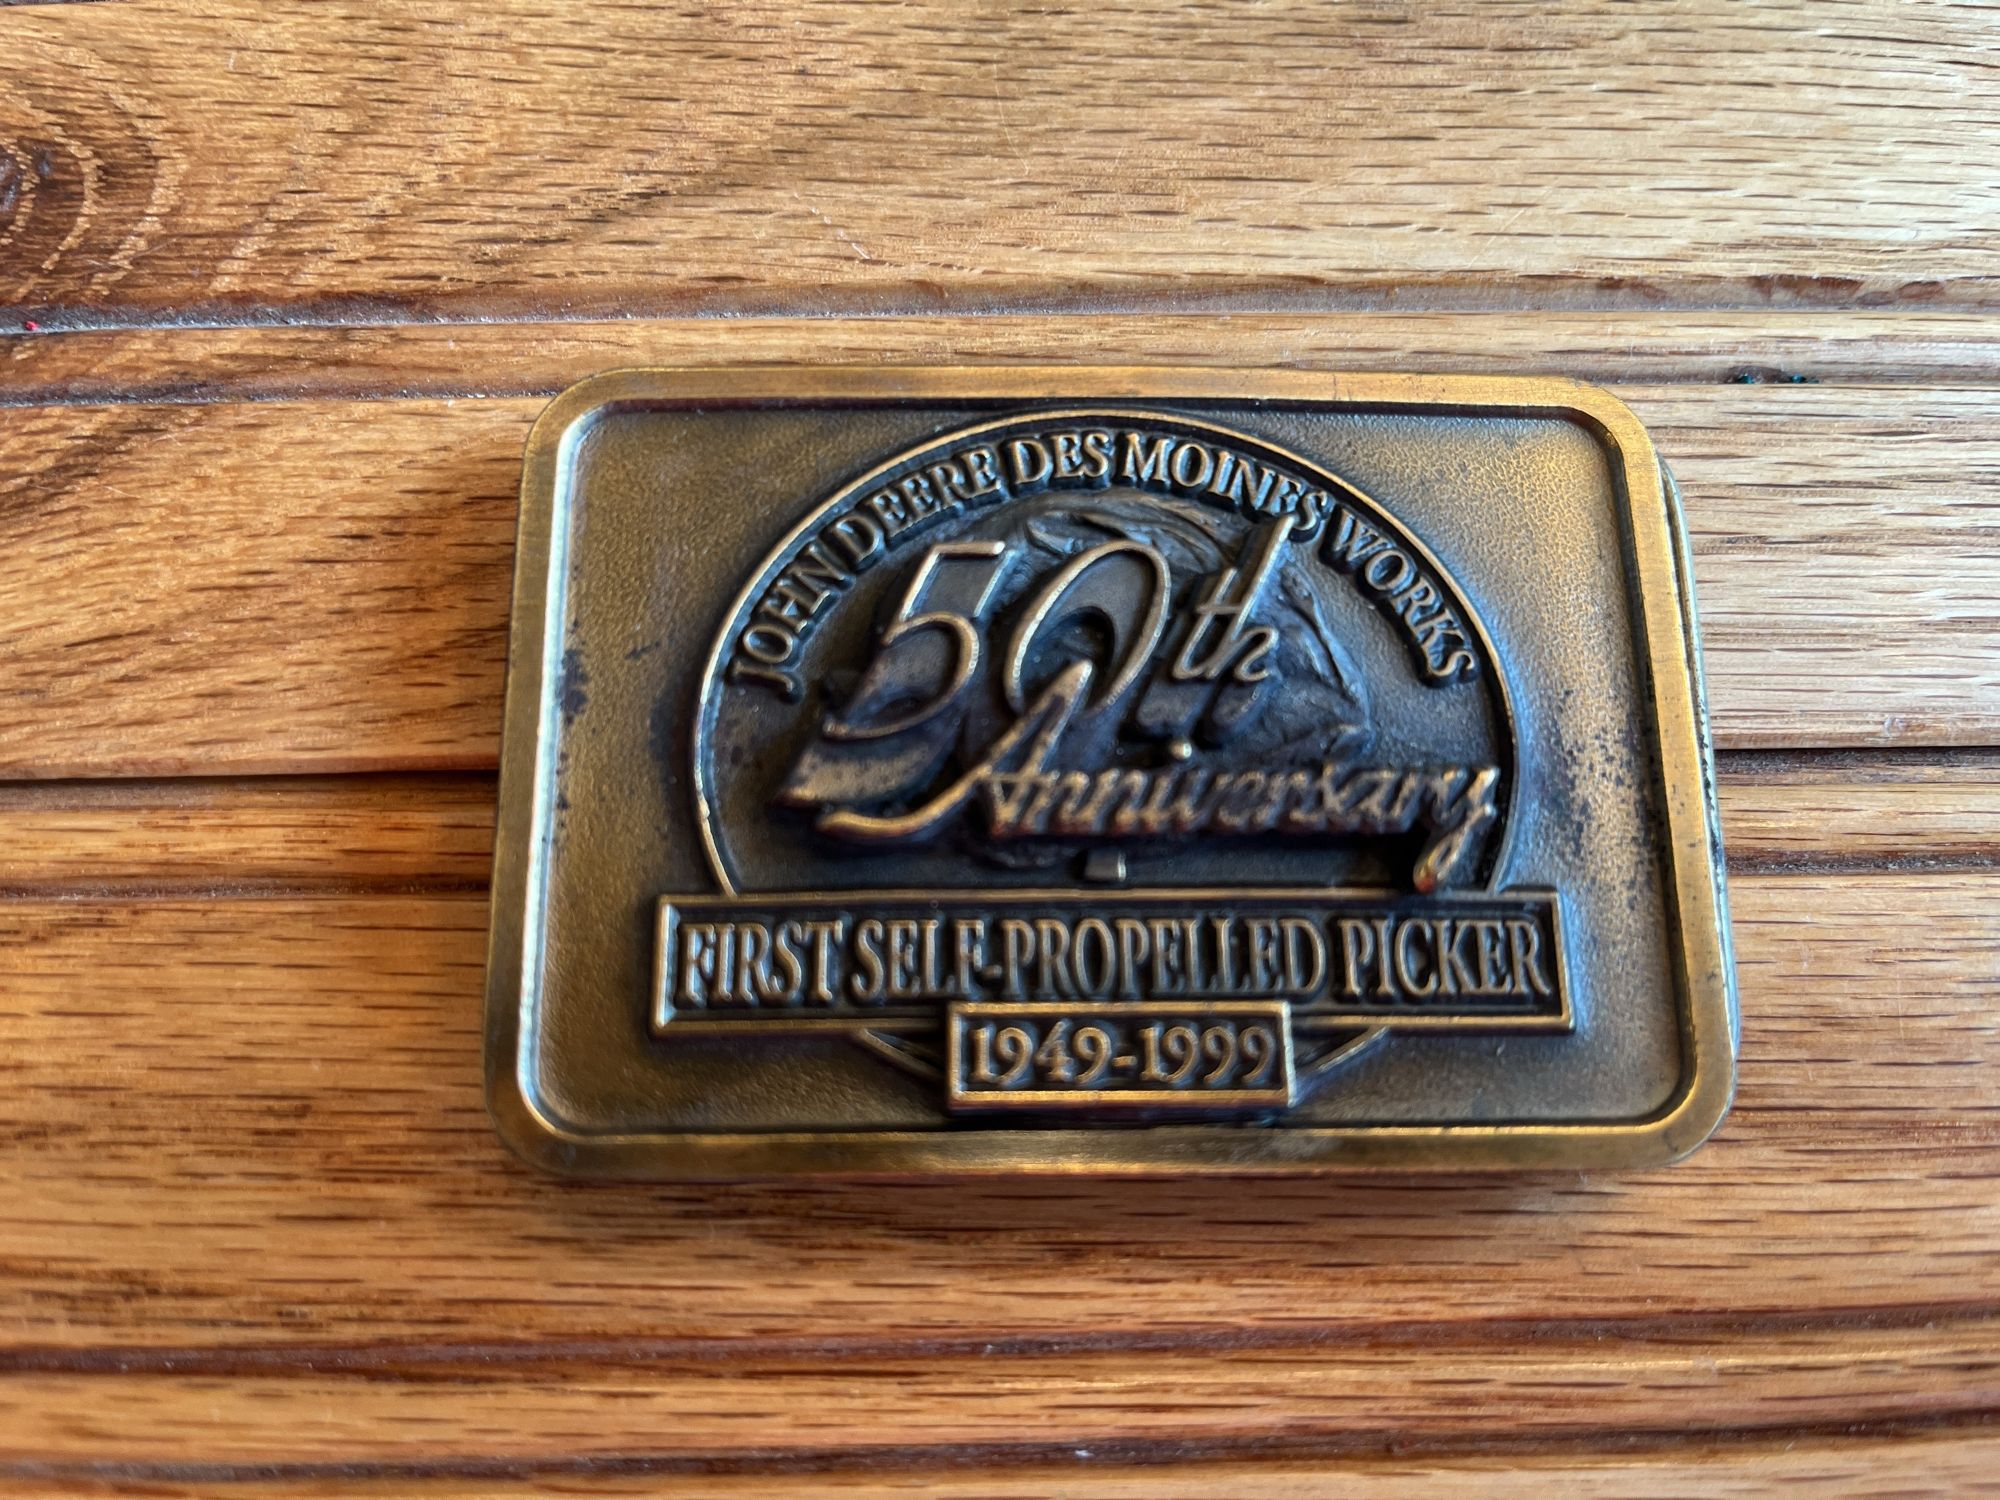 JOHN DEERE DES MOINES WORKS
50th
Anniversary
FIRST SELF-PROPELLED PICKER
1949-1999